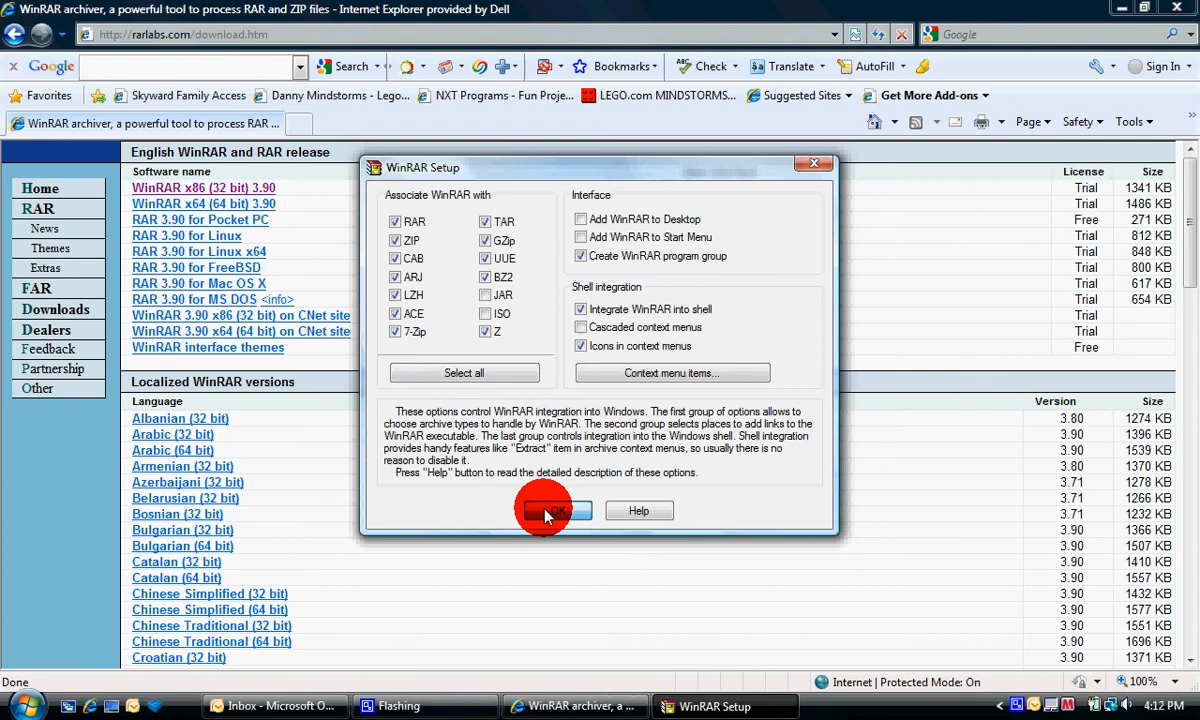 WinRAR archiver, a powerful tool to process RAR and ZIP files - Internet Explorer provided by Dell
http://rarlabs.com/download.htm
Google
x Google
Search
Bookmarks
Check
Translate
AutoFill
Sign In
Favorites
Skyward Family Access
Danny Mindstorms - Lego...
NXT Programs - Fun Proje...
LEGO.com MINDSTORMS...
Suggested Sites
Get More Add-ons
WinRAR archiver, a powerful tool to process RAR ...
Page
Safety
Tools
Home
RAR
News
Themes
Extras
FAR
Downloads
Dealers
Feedback
Partnership
Other
English WinRAR and RAR release
Software name License Size
WinRAR x86 (32 bit) 3.90 Trial 1341 KB
WinRAR x64 (64 bit) 3.90 Trial 1486 KB
RAR 3.90 for Pocket PC Free 271 KB
RAR 3.90 for Linux Trial 812 KB
RAR 3.90 for Linux x64 Trial 848 KB
RAR 3.90 for FreeBSD Trial 800 KB
RAR 3.90 for Mac OS X Trial 617 KB
RAR 3.90 for MS DOS <info> Trial 654 KB
WinRAR 3.90 x86 (32 bit) on CNet site Trial
WinRAR 3.90 x64 (64 bit) on CNet site Trial
WinRAR interface themes Free
Localized WinRAR versions
Language Version Size
Albanian (32 bit) 3.80 1274 KB
Arabic (32 bit) 3.90 1396 KB
Arabic (64 bit) 3.90 1539 KB
Armenian (32 bit) 3.80 1370 KB
Azerbaijani (32 bit) 3.71 1278 KB
Belarusian (32 bit) 3.71 1266 KB
Bosnian (32 bit) 3.71 1232 KB
Bulgarian (32 bit) 3.90 1366 KB
Bulgarian (64 bit) 3.90 1507 KB
Catalan (32 bit) 3.90 1410 KB
Catalan (64 bit) 3.90 1557 KB
Chinese Simplified (32 bit) 3.90 1432 KB
Chinese Simplified (64 bit) 3.90 1577 KB
Chinese Traditional (32 bit) 3.90 1551 KB
Chinese Traditional (64 bit) 3.90 1696 KB
Croatian (32 bit) 3.90 1371 KB
WinRAR Setup
Associate WinRAR with
RAR TAR
ZIP GZip
CAB UUE
ARJ BZ2
LZH JAR
ACE ISO
7-Zip Z
Select all
Interface
Add WinRAR to Desktop
Add WinRAR to Start Menu
Create WinRAR program group
Shell integration
Integrate WinRAR into shell
Cascaded context menus
Icons in context menus
Context menu items...
These options control WinRAR integration into Windows. The first group of options allows to
choose archive types to handle by WinRAR. The second group selects places to add links to the
WinRAR executable. The last group controls integration into the Windows shell. Shell integration
provides handy features like "Extract" item in archive context menus, so usually there is no
reason to disable it.
Press "Help" button to read the detailed description of these options.
OK
Help
Done
Internet | Protected Mode: On
100%
Inbox - Microsoft O...
Flashing
WinRAR archiver, a ...
WinRAR Setup
4:12 PM